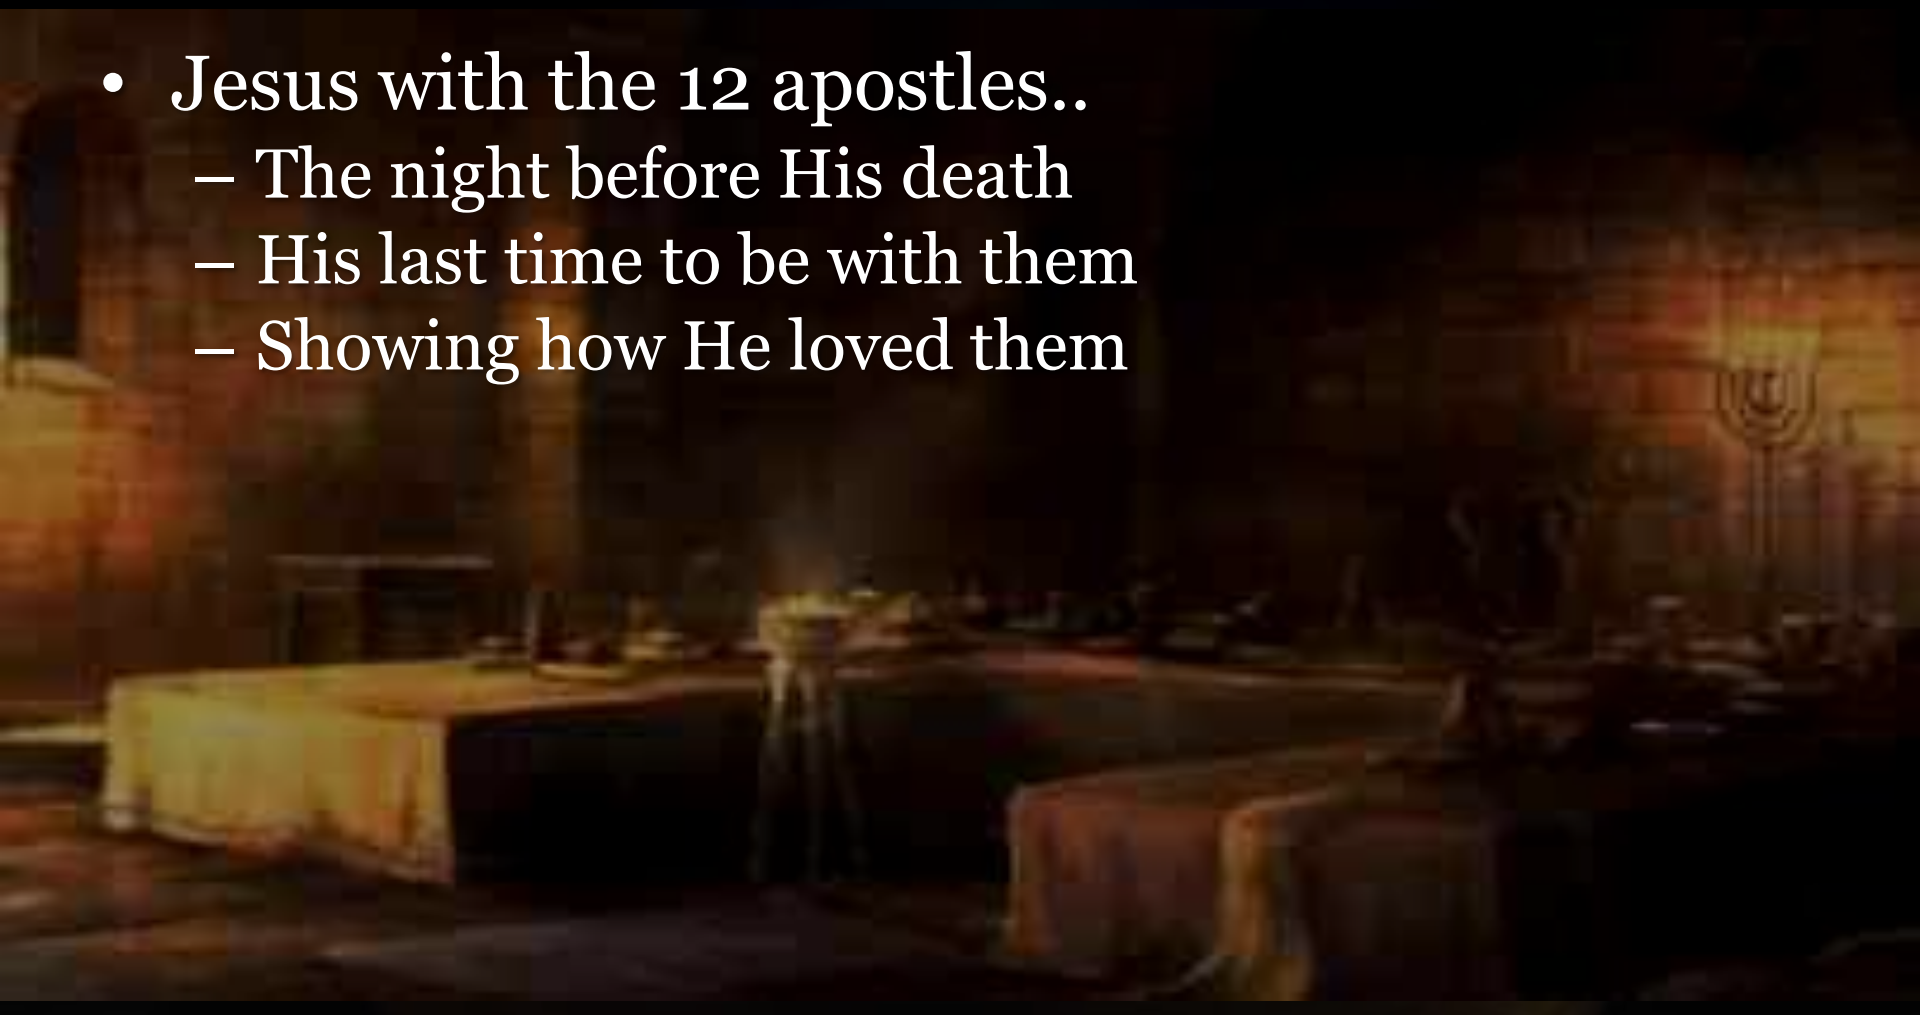 • Jesus with the 12 apostles..
– The night before His death
– His last time to be with them
– Showing how He loved them